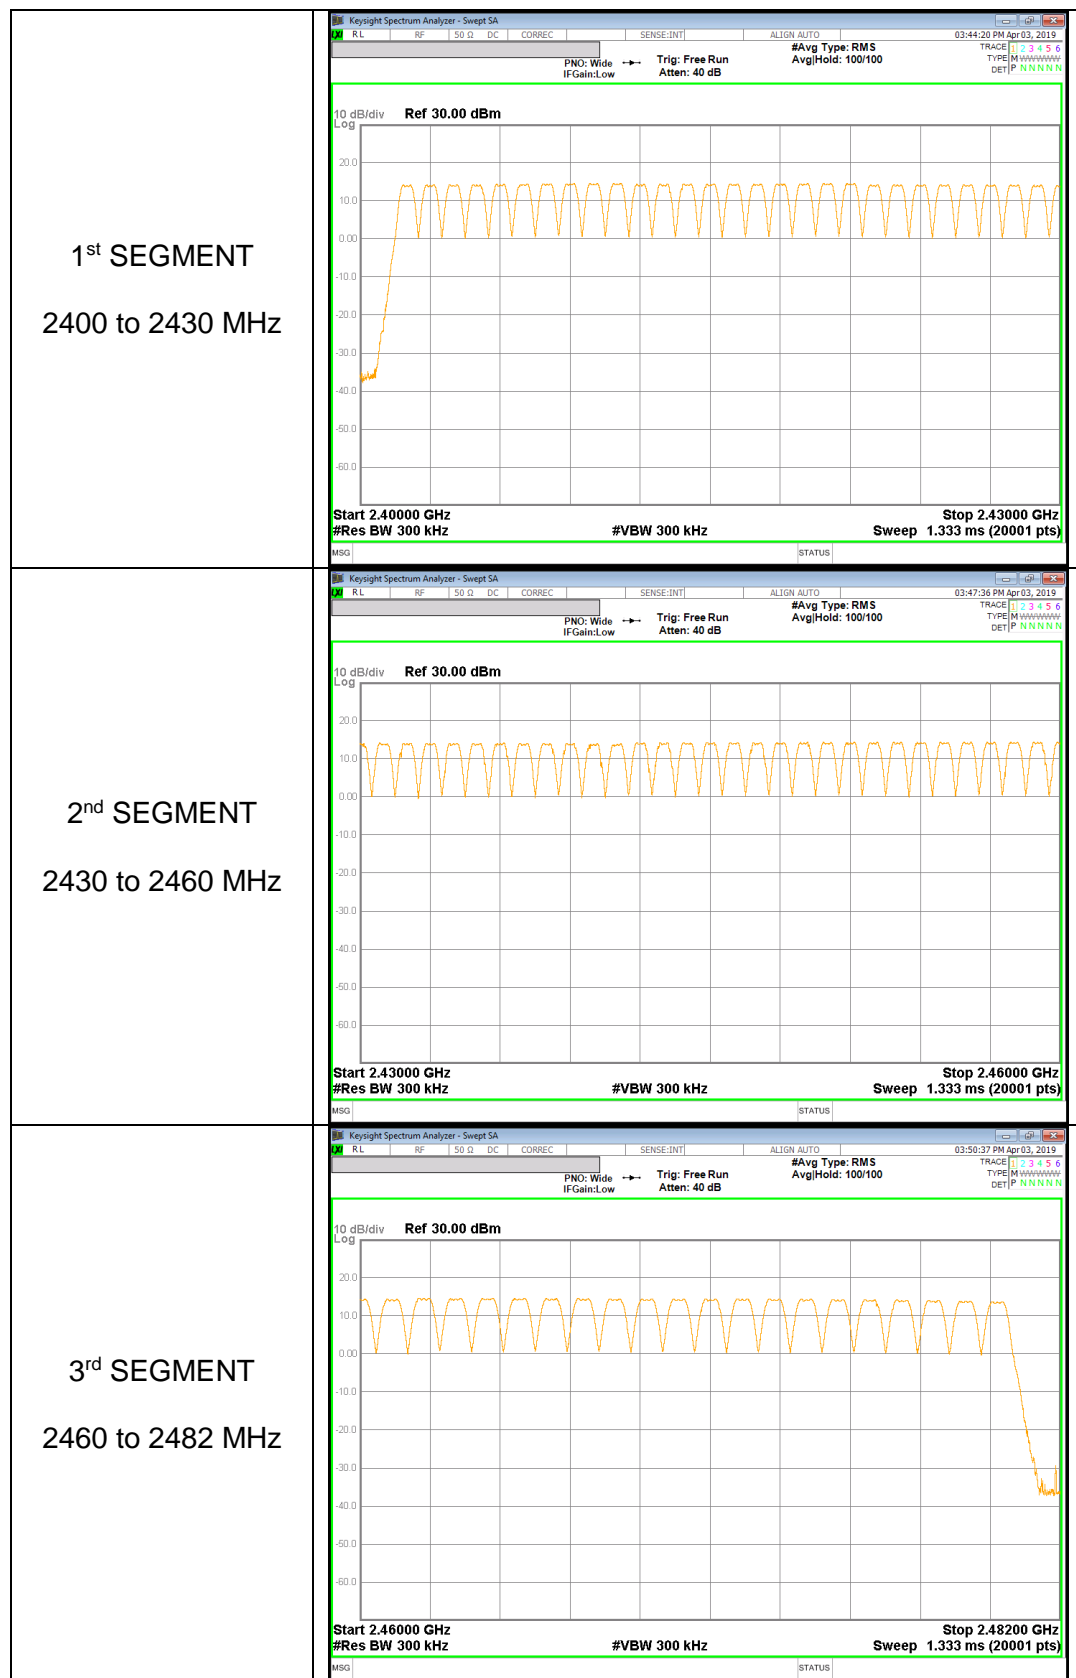 1st SEGMENT
2400 to 2430 MHz
Keysight Spectrum Analyzer - Swept SA
LXI RL RF 50 Ω DC CORREC SENSE:INT ALIGN AUTO 03:44:20 PM Apr 03, 2019
#Avg Type: RMS TRACE 1 2 3 4 5 6
PNO: Wide Trig: Free Run Avg|Hold: 100/100 TYPE M WWWWW
IFGain:Low Atten: 40 dB DET P N N N N N
10 dB/div Ref 30.00 dBm
Log
20.0
10.0
0.00
-10.0
-20.0
-30.0
-40.0
-50.0
-60.0
Start 2.40000 GHz Stop 2.43000 GHz
#Res BW 300 kHz #VBW 300 kHz Sweep 1.333 ms (20001 pts)
MSG STATUS
2nd SEGMENT
2430 to 2460 MHz
Keysight Spectrum Analyzer - Swept SA
LXI RL RF 50 Ω DC CORREC SENSE:INT ALIGN AUTO 03:47:36 PM Apr 03, 2019
#Avg Type: RMS TRACE 1 2 3 4 5 6
PNO: Wide Trig: Free Run Avg|Hold: 100/100 TYPE M WWWWW
IFGain:Low Atten: 40 dB DET P N N N N N
10 dB/div Ref 30.00 dBm
Log
20.0
10.0
0.00
-10.0
-20.0
-30.0
-40.0
-50.0
-60.0
Start 2.43000 GHz Stop 2.46000 GHz
#Res BW 300 kHz #VBW 300 kHz Sweep 1.333 ms (20001 pts)
MSG STATUS
3rd SEGMENT
2460 to 2482 MHz
Keysight Spectrum Analyzer - Swept SA
LXI RL RF 50 Ω DC CORREC SENSE:INT ALIGN AUTO 03:50:37 PM Apr 03, 2019
#Avg Type: RMS TRACE 1 2 3 4 5 6
PNO: Wide Trig: Free Run Avg|Hold: 100/100 TYPE M WWWWW
IFGain:Low Atten: 40 dB DET P N N N N N
10 dB/div Ref 30.00 dBm
Log
20.0
10.0
0.00
-10.0
-20.0
-30.0
-40.0
-50.0
-60.0
Start 2.46000 GHz Stop 2.48200 GHz
#Res BW 300 kHz #VBW 300 kHz Sweep 1.333 ms (20001 pts)
MSG STATUS